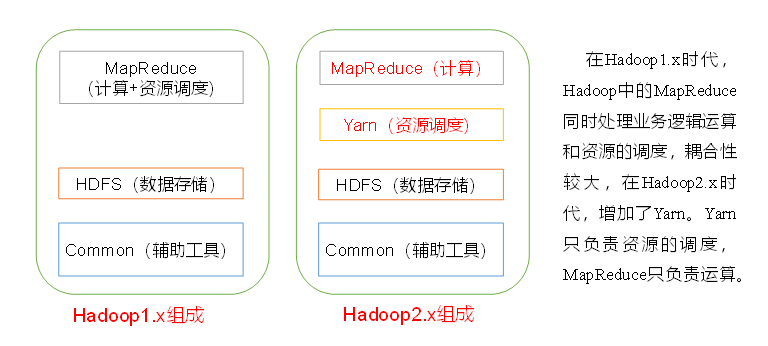 MapReduce
(计算+资源调度)
HDFS（数据存储）
Common（辅助工具）
Hadoop1.x组成
MapReduce（计算）
Yarn（资源调度）
HDFS（数据存储）
Common（辅助工具）
Hadoop2.x组成
在Hadoop1.x时代，
Hadoop中的MapReduce
同时处理业务逻辑运算
和资源的调度，耦合性
较大，在Hadoop2.x时
代，增加了Yarn。Yarn
只负责资源的调度，
MapReduce只负责运算。